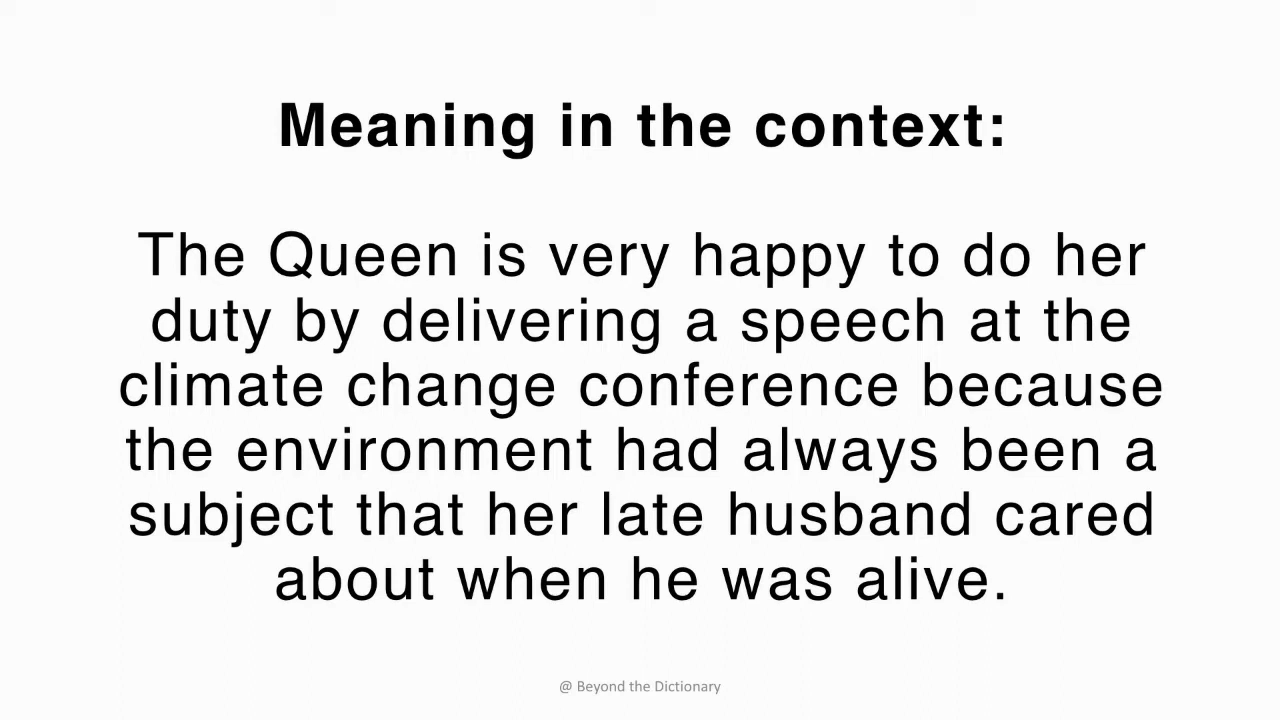 Meaning in the context:
The Queen is very happy to do her
duty by delivering a speech at the
climate change conference because
the environment had always been a
subject that her late husband cared
about when he was alive.
@ Beyond the Dictionary